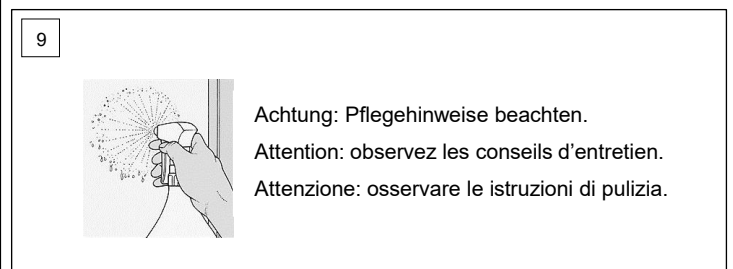 9
Achtung: Pflegehinweise beachten.
Attention: observez les conseils d’entretien.
Attenzione: osservare le istruzioni di pulizia.